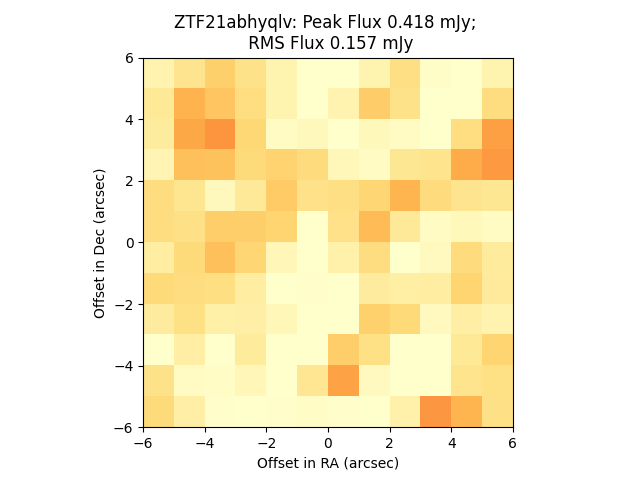 ZTF21abhyqlv: Peak Flux 0.418 mJy;
RMS Flux 0.157 mJy
6
4
2
0
−2
−4
−6
Offset in Dec (arcsec)
−6 −4 −2 0 2 4 6
Offset in RA (arcsec)